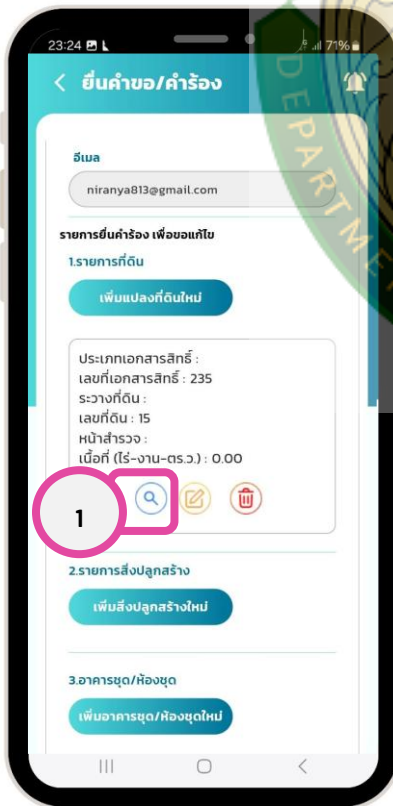 23:24
71%
ยื่นคำขอ/คำร้อง
DEPARTME
อีเมล
niranya813@gmail.com
รายการยื่นคำร้อง เพื่อขอแก้ไข
1.รายการที่ดิน
เพิ่มแปลงที่ดินใหม่
ประเภทเอกสารสิทธิ์ :
เลขที่เอกสารสิทธิ์ : 235
ระวางที่ดิน :
เลขที่ดิน : 15
หน้าสำรวจ :
เนื้อที่ (ไร่-งาน-ตร.ว.) : 0.00
1
2.รายการสิ่งปลูกสร้าง
เพิ่มสิ่งปลูกสร้างใหม่
3.อาคารชุด/ห้องชุด
เพิ่มอาคารชุด/ห้องชุดใหม่